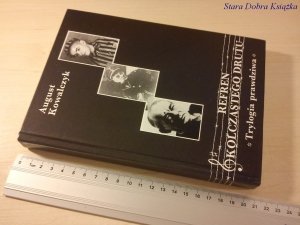 Stara Dobra Książka
August
Kowalczyk
REFREN
KOLCZASTEGO DRUTU
Trylogia prawdziwa